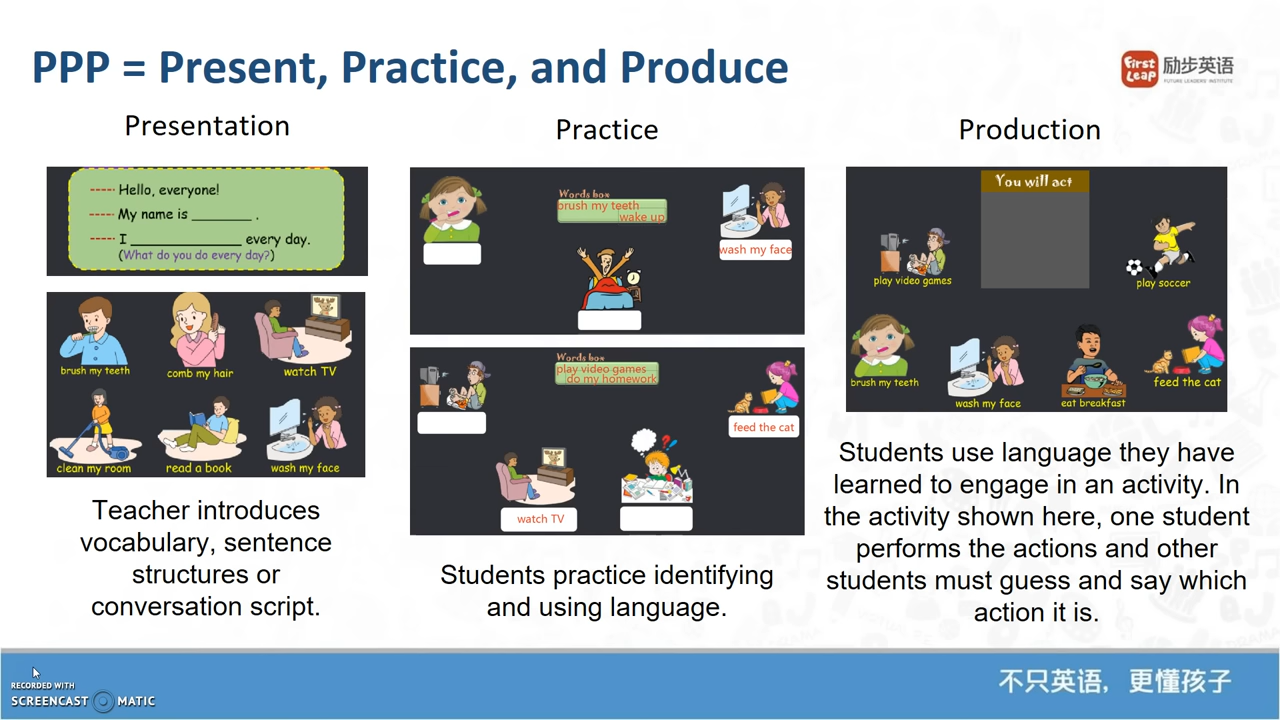 PPP = Present, Practice, and Produce
First Leap
励步英语
FUTURE LEADERS' INSTITUTE
Presentation
----- Hello, everyone!
----- My name is _______ .
----- I _____________ every day.
(What do you do every day?)
brush my teeth
comb my hair
watch TV
clean my room
read a book
wash my face
Teacher introduces
vocabulary, sentence
structures or
conversation script.
Practice
Words box
brush my teeth
wake up
wash my face
Words box
play video games
do my homework
feed the cat
watch TV
Students practice identifying
and using language.
Production
You will act
play video games
play soccer
brush my teeth
wash my face
eat breakfast
feed the cat
Students use language they have
learned to engage in an activity. In
the activity shown here, one student
performs the actions and other
students must guess and say which
action it is.
RECORDED WITH
SCREENCAST MATIC
不只英语，更懂孩子